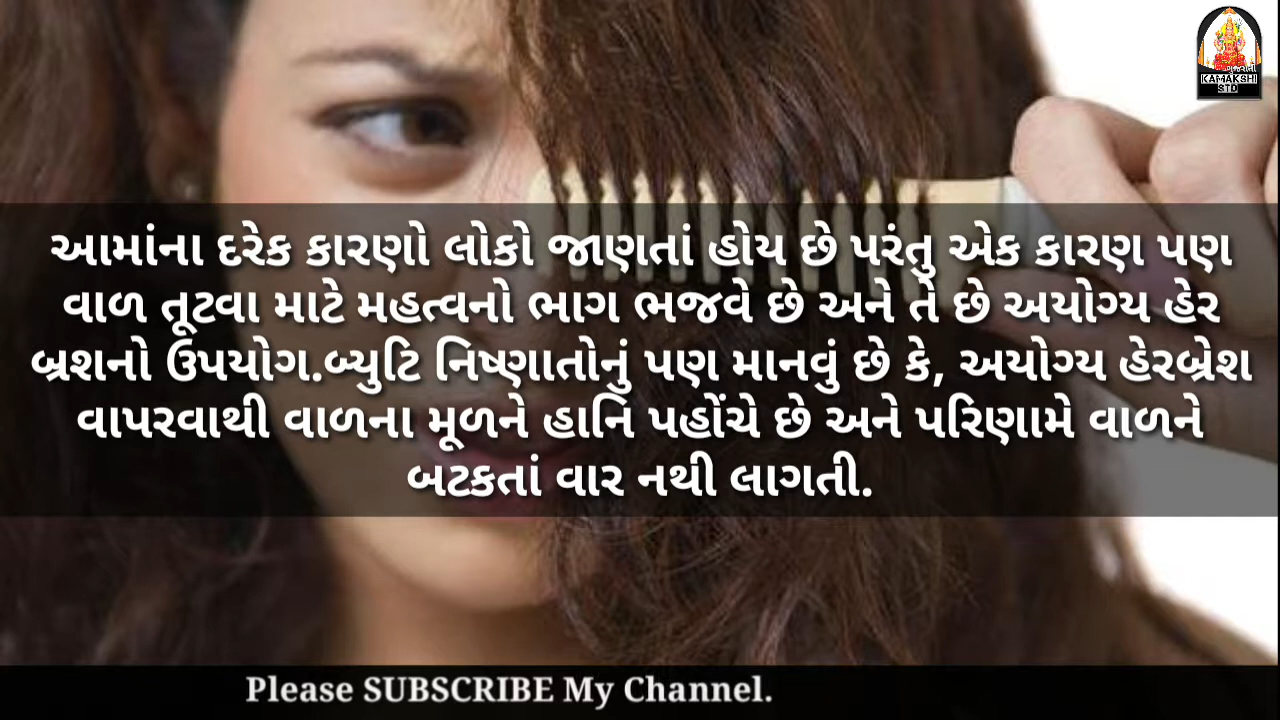 ગુજરાતી
KAMAKSHI
STD
આમાંના દરેક કારણો લોકો જાણતાં હોય છે પરંતુ એક કારણ પણ
વાળ તૂટવા માટે મહત્વનો ભાગ ભજવે છે અને તે છે અયોગ્ય હેર
બ્રશનો ઉપયોગ.બ્યુટિ નિષ્ણાતોનું પણ માનવું છે કે, અયોગ્ય હેરબ્રેશ
વાપરવાથી વાળના મૂળને હાનિ પહોંચે છે અને પરિણામે વાળને
બટકતાં વાર નથી લાગતી.
Please SUBSCRIBE My Channel.